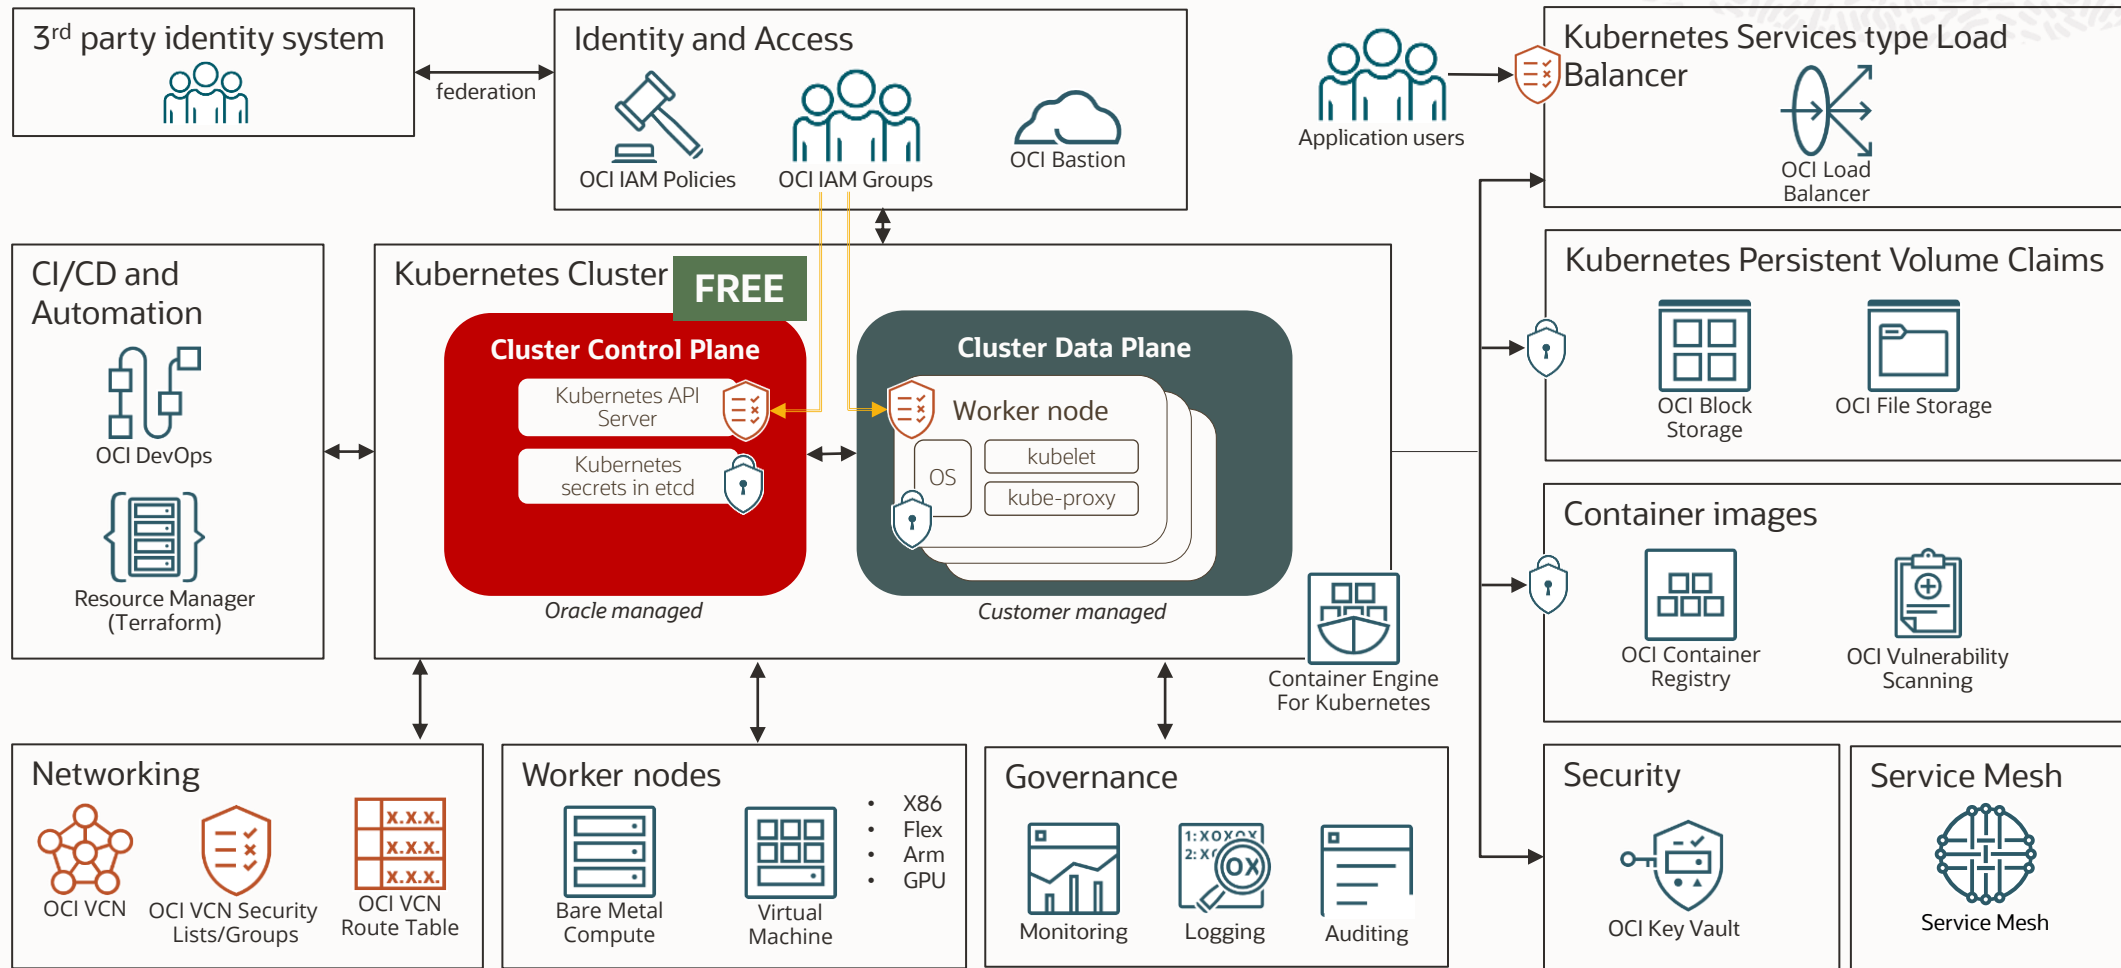 3rd party identity system
federation
Identity and Access
OCI IAM Policies
OCI IAM Groups
OCI Bastion
Application users
Kubernetes Services type Load
Balancer
OCI Load
Balancer
CI/CD and
Automation
OCI DevOps
Resource Manager
(Terraform)
Kubernetes Cluster
FREE
Cluster Control Plane
Kubernetes API
Server
Kubernetes
secrets in etcd
Oracle managed
Cluster Data Plane
Worker node
OS
kubelet
kube-proxy
Customer managed
Container Engine
For Kubernetes
Kubernetes Persistent Volume Claims
OCI Block
Storage
OCI File Storage
Container images
OCI Container
Registry
OCI Vulnerability
Scanning
Networking
OCI VCN
OCI VCN Security
Lists/Groups
x.x.x.
x.x.x.
x.x.x.
OCI VCN
Route Table
Worker nodes
Bare Metal
Compute
Virtual
Machine
• X86
• Flex
• Arm
• GPU
Governance
Monitoring
1: XOXOX
2: X
OX
Logging
Auditing
Security
OCI Key Vault
Service Mesh
Service Mesh